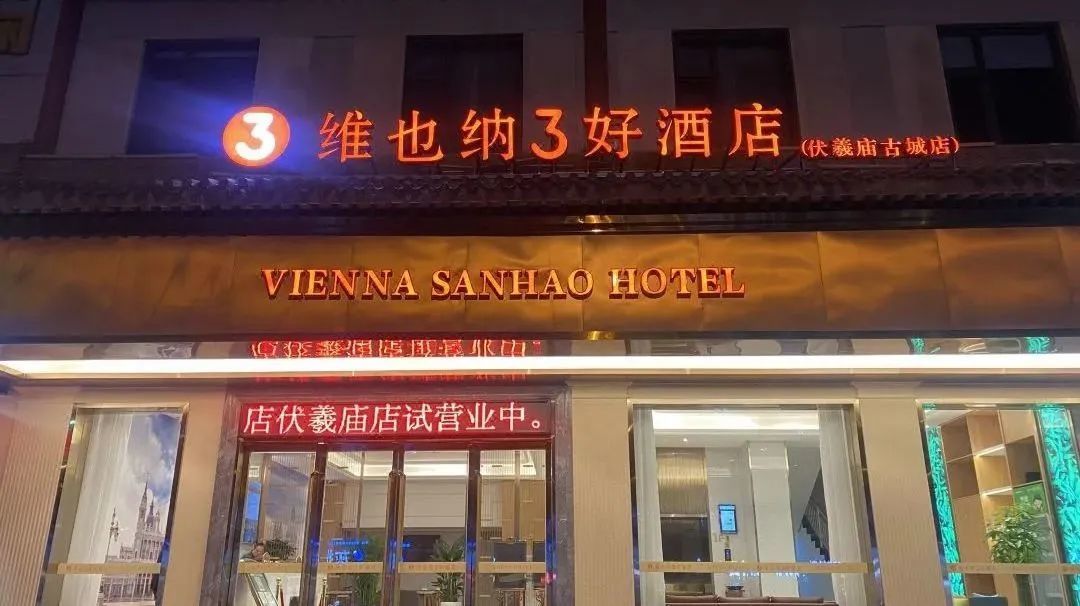 3 维也纳3好酒店(伏羲庙古城店)
VIENNA SANHAO HOTEL
店伏羲庙店试营业中。